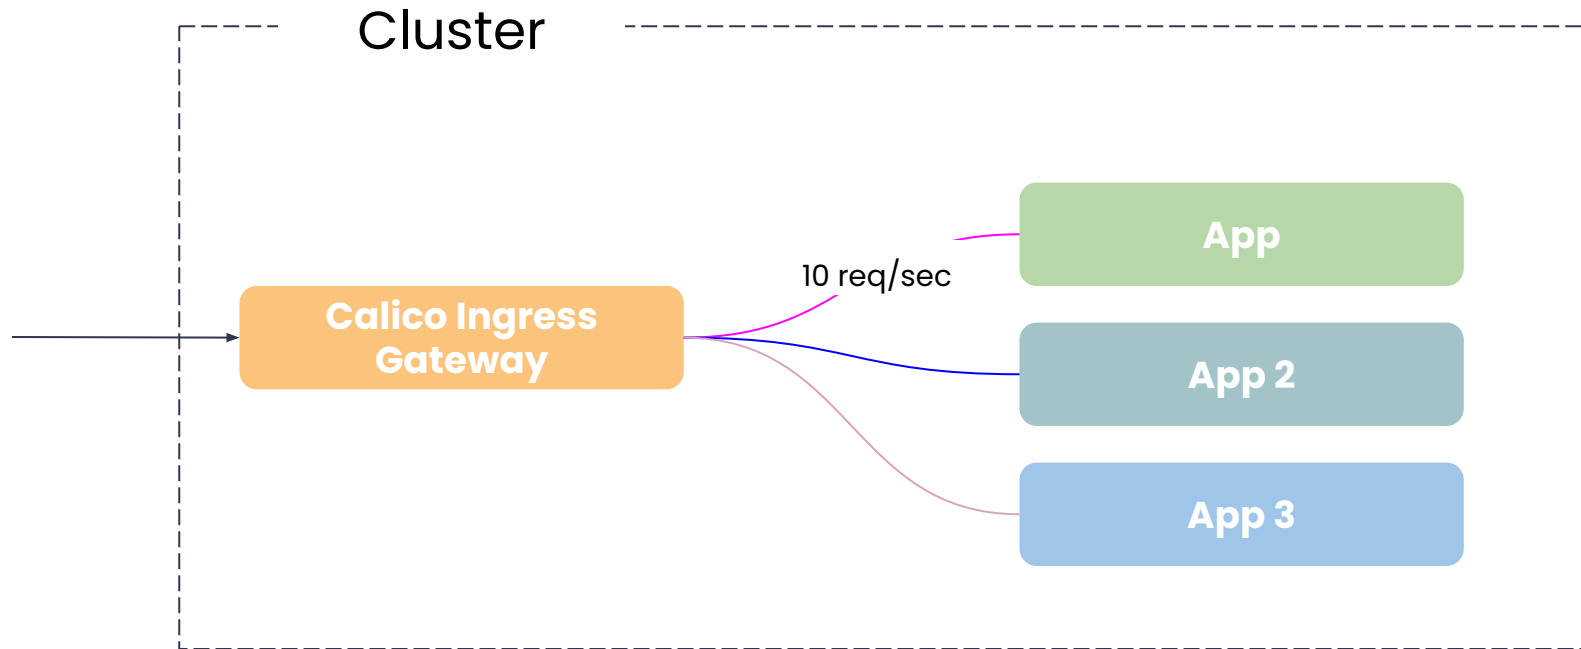 Cluster
Calico Ingress
Gateway
10 req/sec
App
App 2
App 3